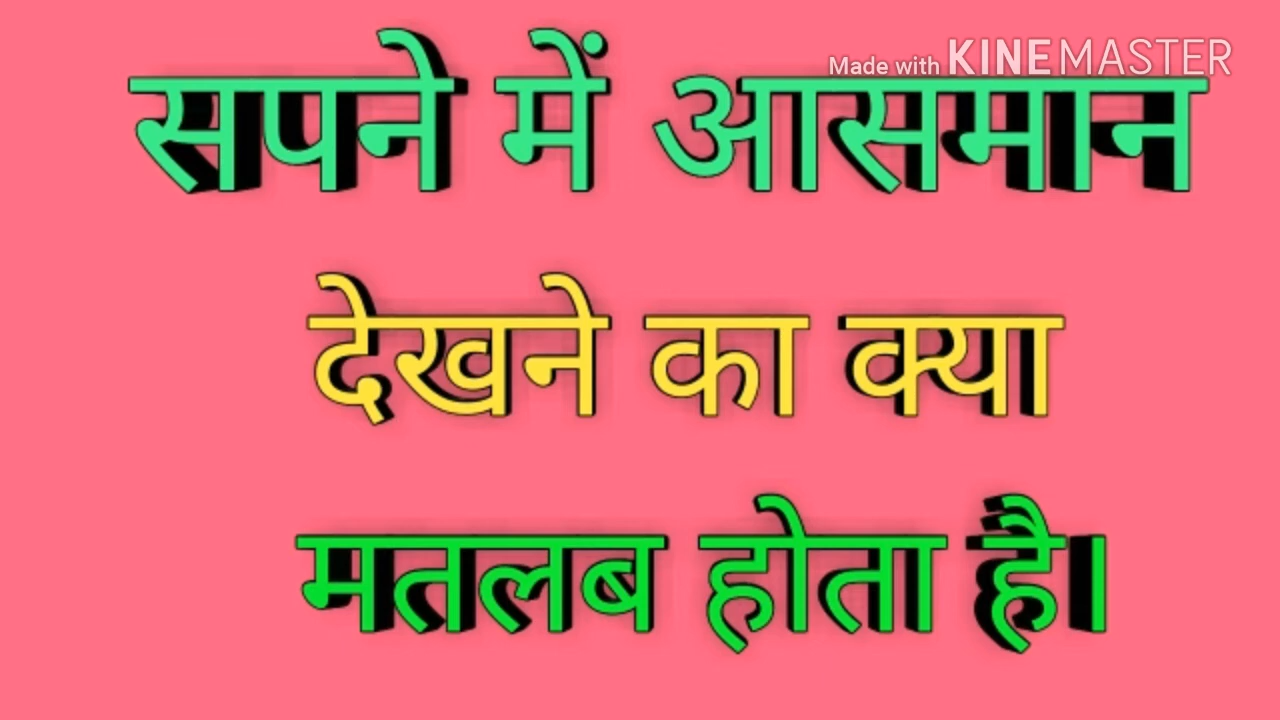 Made with KINEMASTER
सपने में आसमान
देखने का क्या
मतलब होता है।